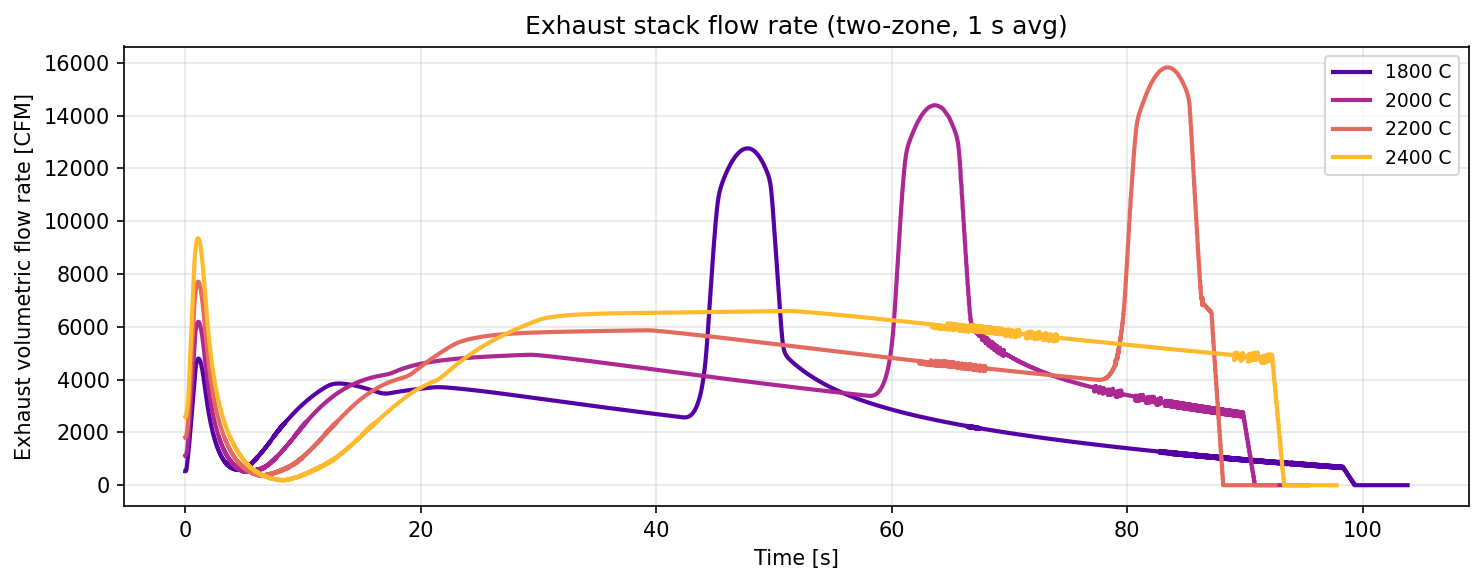 Exhaust stack flow rate (two-zone, 1 s avg)
Exhaust volumetric flow rate [CFM]
16000
14000
12000
10000
8000
6000
4000
2000
0
1800 C
2000 C
2200 C
2400 C
0 20 40 60 80 100
Time [s]